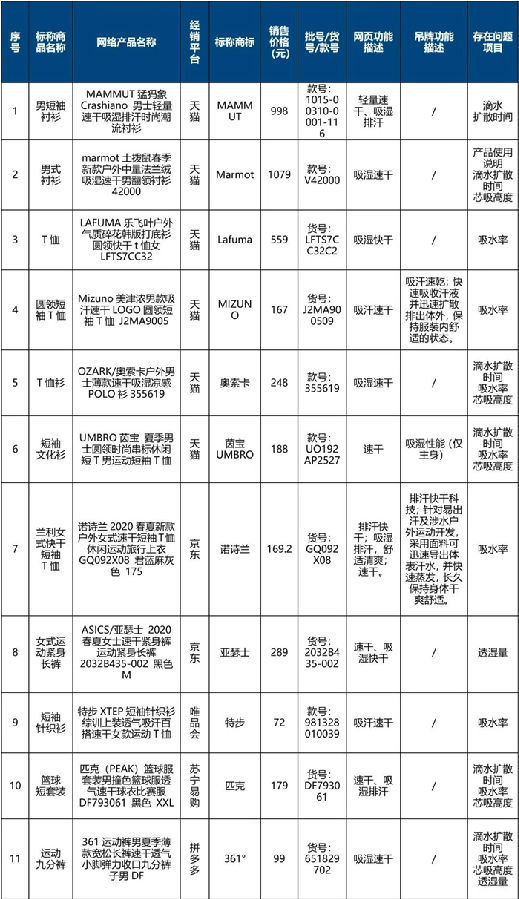 序号 标称商品名称 网络产品名称 经销平台 标称商标 销售价格(元) 批号/货号/款号 网页功能描述 吊牌功能描述 存在问题项目
1 男短袖衬衫 MAMMUT 猛犸象 Crashiano 男士轻量速干吸湿排汗时尚潮流衬衫 天猫 MAMMUT 998 款号:1015-00310-0001-116 轻量速干、吸湿排汗 / 滴水扩散时间
2 男式衬衫 marmot 土拨鼠春季新款户外中量法兰绒吸湿速干男翻领衬衫 42000 天猫 Marmot 1079 款号:V42000 吸湿速干 / 产品使用说明 滴水扩散时间 芯吸高度
3 T恤 LAFUMA 乐飞叶户外气质碎花韩版打底衫圆领快干t恤女 LFTS7CC32 天猫 Lafuma 559 货号:LFTS7CC32C2 吸湿快干 / 吸水率
4 圆领短袖T恤 Mizuno 美津浓男款吸汗速干 LOGO 圆领短袖T恤 J2MA9005 天猫 MIZUNO 167 货号:J2MA900509 吸汗速干 吸汗速乾:快速吸收汗液并迅速扩散排出体外,保持服装内舒适的状态。 吸水率
5 T恤衫 OZARK/奥索卡户外男士薄款速干吸湿凉感POLO衫 355619 天猫 奥索卡 248 款号:355619 吸湿速干 / 滴水扩散时间 吸水率 芯吸高度
6 短袖文化衫 UMBRO 茵宝 夏季男士圆领时尚串标休闲短T男运动短袖T恤 天猫 茵宝UMBRO 188 款号:UO192AP2527 速干 吸湿性能(仅主身) 滴水扩散时间 吸水率 芯吸高度
7 兰利女式快干短袖T恤 诺诗兰 2020 春夏新款户外女式速干短袖T恤休闲运动旅行上衣 GQ092X08 君蓝麻灰色 175 京东 诺诗兰 169.2 款号:GQ092X08 排汗快干;吸湿排汗,舒适清爽;速干。 排汗快干科技:针对易出汗及涉水户外运动开发,采用面料可迅速导出体表汗水,并快速蒸发,长久保持身体干爽舒适。 吸水率
8 女式运动紧身长裤 ASICS/亚瑟士 2020 春夏女士速干紧身裤运动紧身长裤 2032B435-002 黑色 M 京东 亚瑟士 289 货号:2032B435-002 速干、吸湿快干 / 透湿量
9 短袖针织衫 特步 XTEP 短袖针织衫综训上装透气吸汗百搭速干女款运动T恤 唯品会 特步 72 款号:981328010039 吸汗速干 / 吸水率
10 篮球短套装 匹克(PEAK)篮球服套装男撞色篮球服透气速干球衣比赛服 DF793061 黑色 XXL 苏宁易购 匹克 179 货号:DF793061 速干、吸湿排汗 / 滴水扩散时间 吸水率 芯吸高度
11 运动九分裤 361 运动裤男夏季薄款宽松长裤速干透气小脚弹力收口九分裤子男 DF 拼多多 361° 99 货号:651829702 吸湿速干 / 滴水扩散时间 吸水率 芯吸高度 透湿量